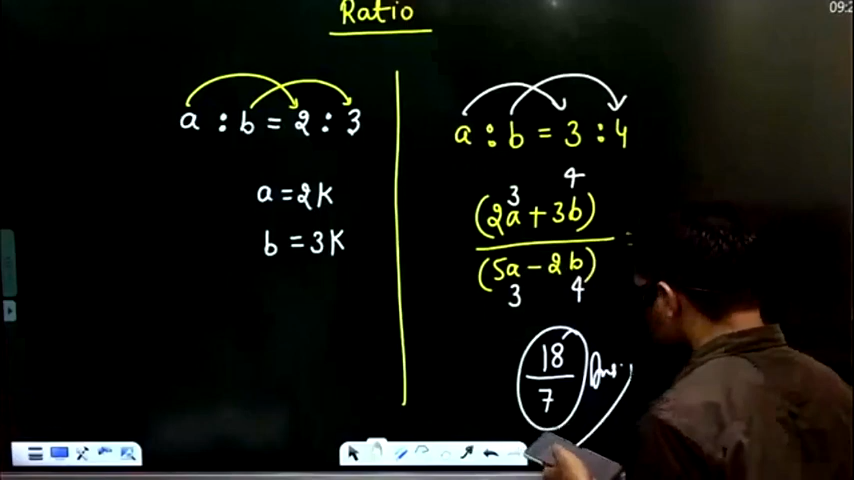 Ratio
09:2
a : b = 2 : 3
a = 2K
b = 3K
a : b = 3 : 4
3 4
(2a + 3b)
(5a - 2b)
3 4
=
18
7
Ans.